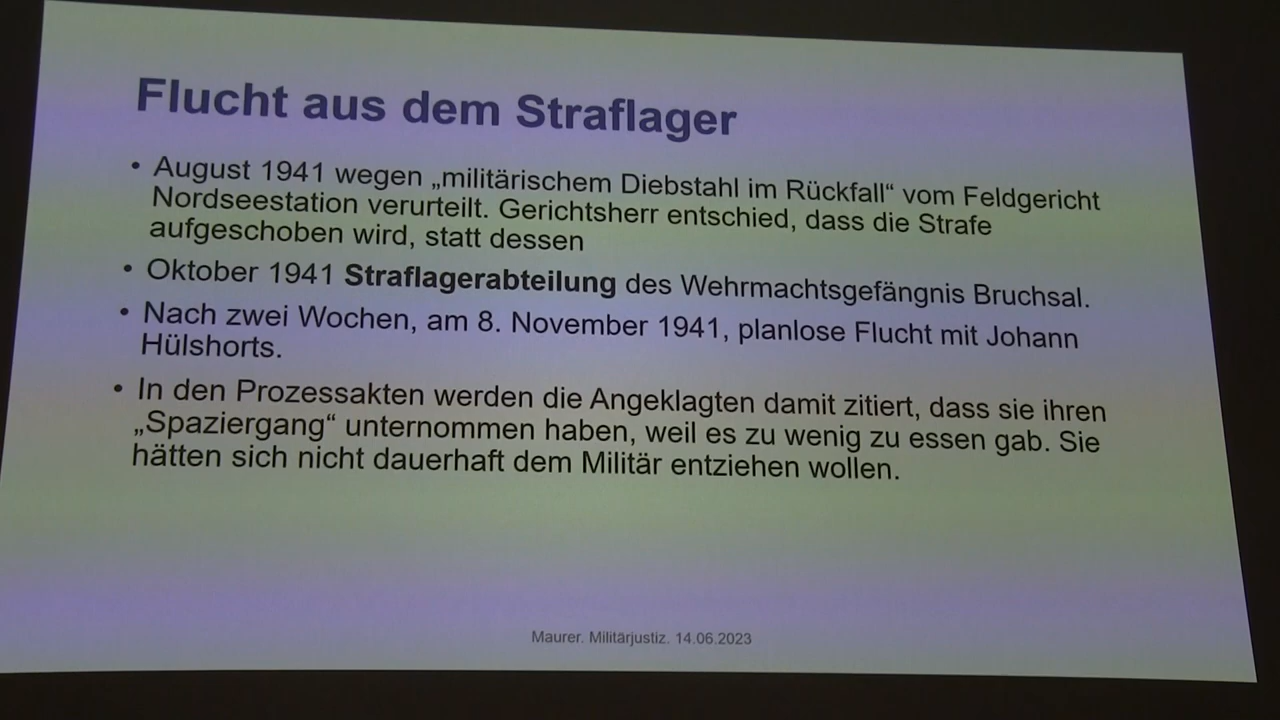 Flucht aus dem Straflager
• August 1941 wegen „militärischem Diebstahl im Rückfall“ vom Feldgericht
Nordseestation verurteilt. Gerichtsherr entschied, dass die Strafe
aufgeschoben wird, statt dessen
• Oktober 1941 Straflagerabteilung des Wehrmachtsgefängnis Bruchsal.
• Nach zwei Wochen, am 8. November 1941, planlose Flucht mit Johann
Hülshorts.
• In den Prozessakten werden die Angeklagten damit zitiert, dass sie ihren
„Spaziergang“ unternommen haben, weil es zu wenig zu essen gab. Sie
hätten sich nicht dauerhaft dem Militär entziehen wollen.
Maurer. Militärjustiz. 14.06.2023